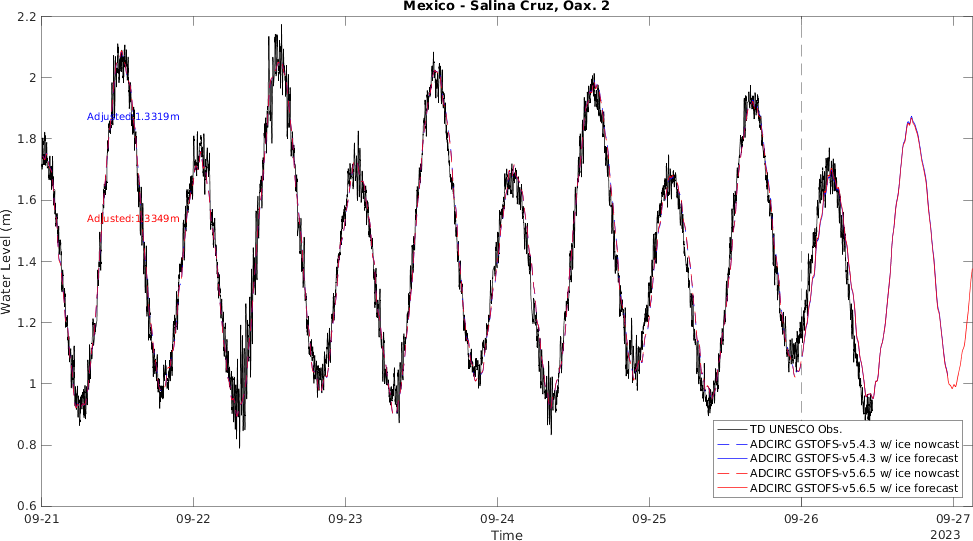 Mexico - Salina Cruz, Oax. 2
2.2
2
1.8
1.6
1.4
1.2
1
0.8
0.6
Water Level (m)
Adjusted:1.3319m
Adjusted:1.3349m
TD UNESCO Obs.
ADCIRC GSTOFS-v5.4.3 w/ ice nowcast
ADCIRC GSTOFS-v5.4.3 w/ ice forecast
ADCIRC GSTOFS-v5.6.5 w/ ice nowcast
ADCIRC GSTOFS-v5.6.5 w/ ice forecast
09-21 09-22 09-23 09-24 09-25 09-26 09-27
2023
Time